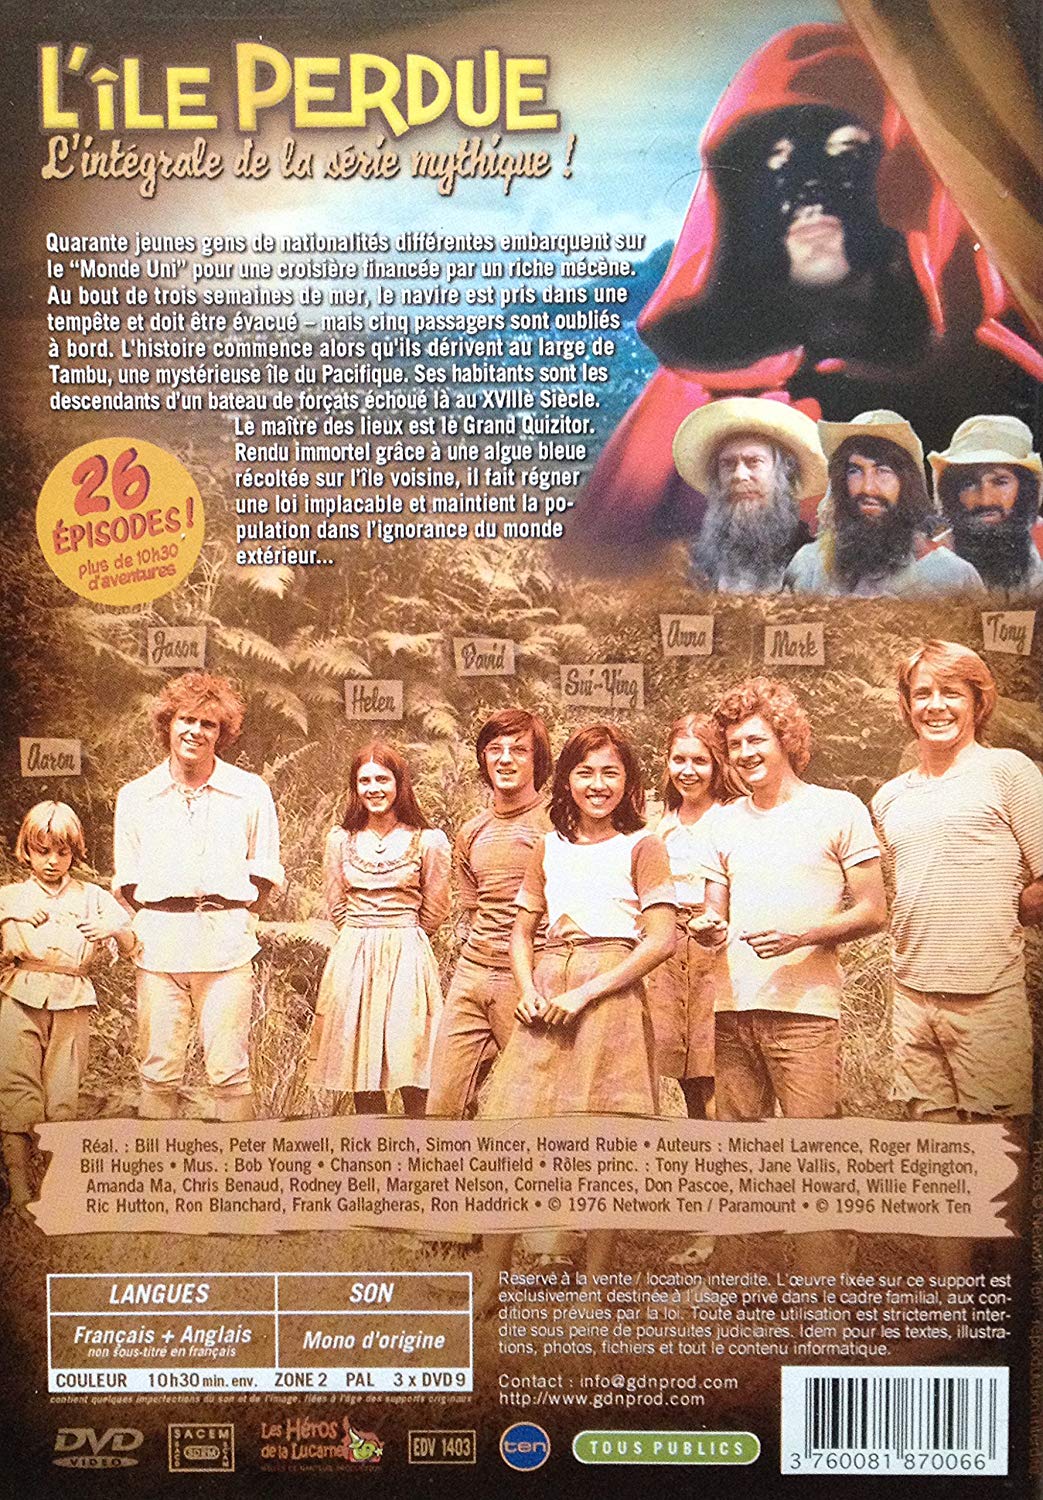 L'ÎLE PERDUE
L'intégrale de la série mythique !
Quarante jeunes gens de nationalités différentes embarquent sur
le “Monde Uni” pour une croisière financée par un riche mécène.
Au bout de trois semaines de mer, le navire est pris dans une
tempête et doit être évacué – mais cinq passagers sont oubliés
à bord. L'histoire commence alors qu'ils dérivent au large de
Tambu, une mystérieuse île du Pacifique. Ses habitants sont les
descendants d'un bateau de forçats échoué là au XVIIIè Siècle.
Le maître des lieux est le Grand Quizitor.
Rendu immortel grâce à une algue bleue
récoltée sur l'île voisine, il fait régner
une loi implacable et maintient la po-
pulation dans l'ignorance du monde
extérieur...
26
ÉPISODES !
plus de 10h30
d'aventures
Aaron
Jason
Helen
David
Sui-Ying
Anna
Mark
Tony
Réal. : Bill Hughes, Peter Maxwell, Rick Birch, Simon Wincer, Howard Rubie • Auteurs : Michael Lawrence, Roger Mirams,
Bill Hughes • Mus. : Bob Young • Chanson : Michael Caulfield • Rôles princ. : Tony Hughes, Jane Vallis, Robert Edgington,
Amanda Ma, Chris Benaud, Rodney Bell, Margaret Nelson, Cornelia Frances, Don Pascoe, Michael Howard, Willie Fennell,
Ric Hutton, Ron Blanchard, Frank Gallagheras, Ron Haddrick • © 1976 Network Ten / Paramount • © 1996 Network Ten
LANGUES
SON
Français + Anglais
non sous-titré en français
Mono d'origine
COULEUR 10h30 min. env. ZONE 2 PAL 3 x DVD 9
contient quelques imperfections du son et de l'image, liées à l'âge des supports originaux
Réservé à la vente / location interdite. L'œuvre fixée sur ce support est
exclusivement destinée à l'usage privé dans le cadre familial, aux con-
ditions prévues par la loi. Toute autre utilisation est strictement inter-
dite sous peine de poursuites judiciaires. Idem pour les textes, illustra-
tions, photos, fichiers et tout le contenu informatique.
Contact : info@gdnprod.com
http://www.gdnprod.com
DVD
VIDEO
SACEM
SDRM
Les Héros
de la Lucarne
EDV 1403
ten
TOUS PUBLICS
3 760081 870066